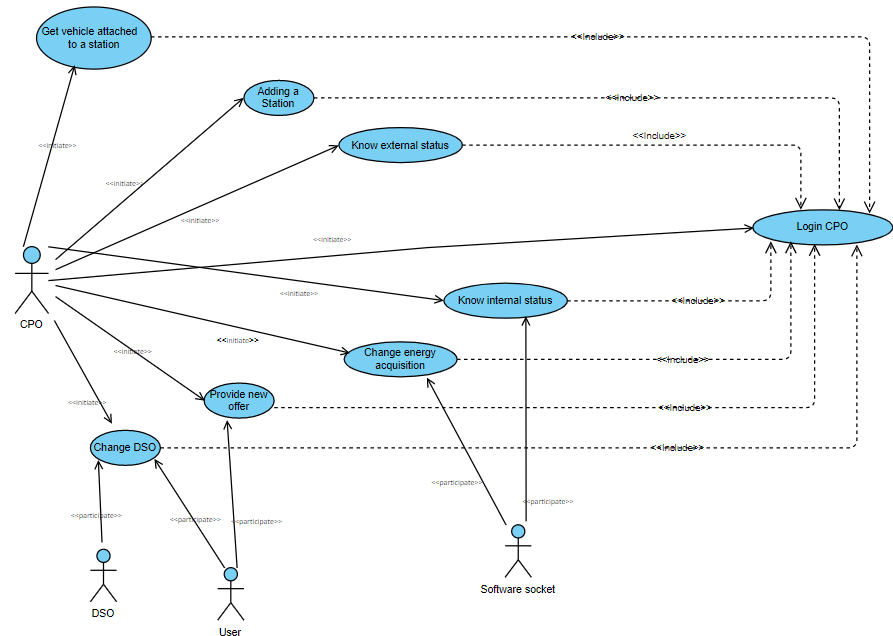 Get vehicle attached
to a station
<<Include>>
Adding a
Station
<<Include>>
<<Include>>
Know external status
<<initiate>>
<<initiate>>
<<initiate>>
Login CPO
<<initiate>>
<<initiate>>
Know internal status
<<Include>>
CPO
<<initiate>>
<<initiate>>
Change energy
acquisition
<<Include>>
Provide new
offer
<<initiate>>
<<Include>>
Change DSO
<<Include>>
<<participate>>
<<participate>>
<<participate>>
<<participate>>
<<participate>>
Software socket
DSO
User